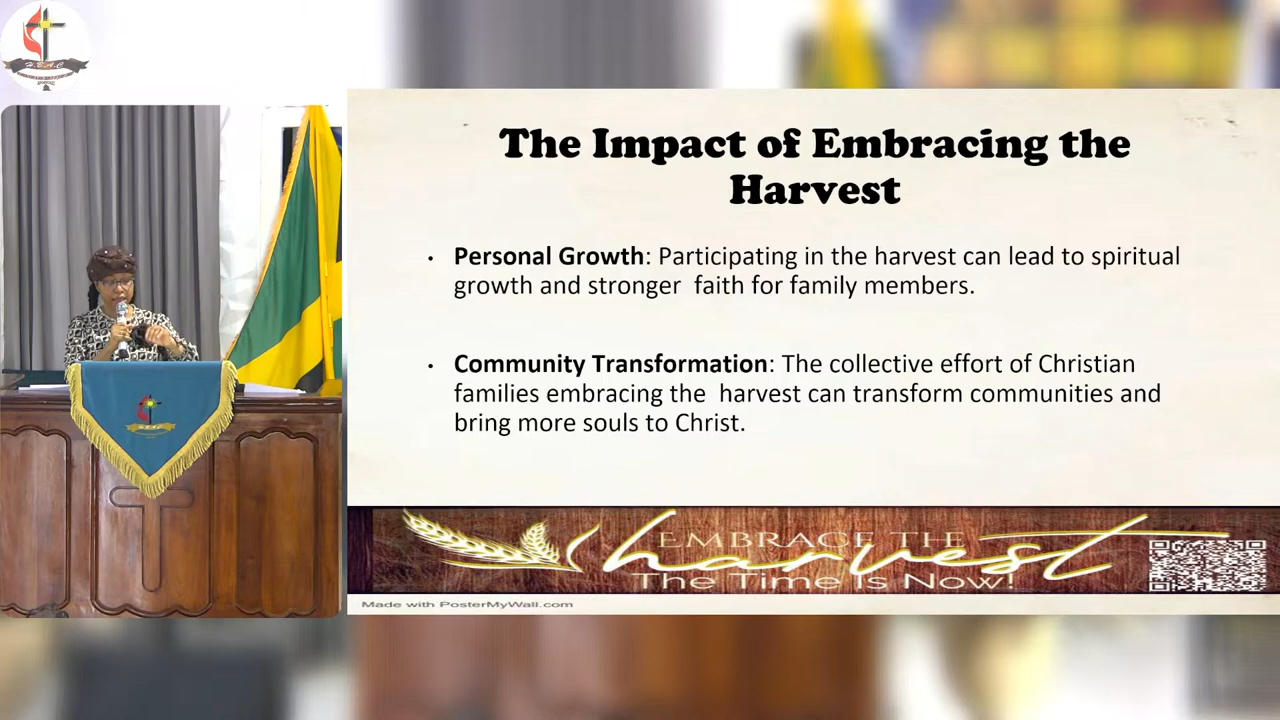 H.B.A.C
The Impact of Embracing the
Harvest
• Personal Growth: Participating in the harvest can lead to spiritual
growth and stronger  faith for family members.
• Community Transformation: The collective effort of Christian
families embracing the  harvest can transform communities and
bring more souls to Christ.
EMBRACE THE
harvest
The Time Is Now!
Made with PosterMyWall.com